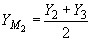 Y_{M_2} = \frac{Y_2 + Y_3}{2}